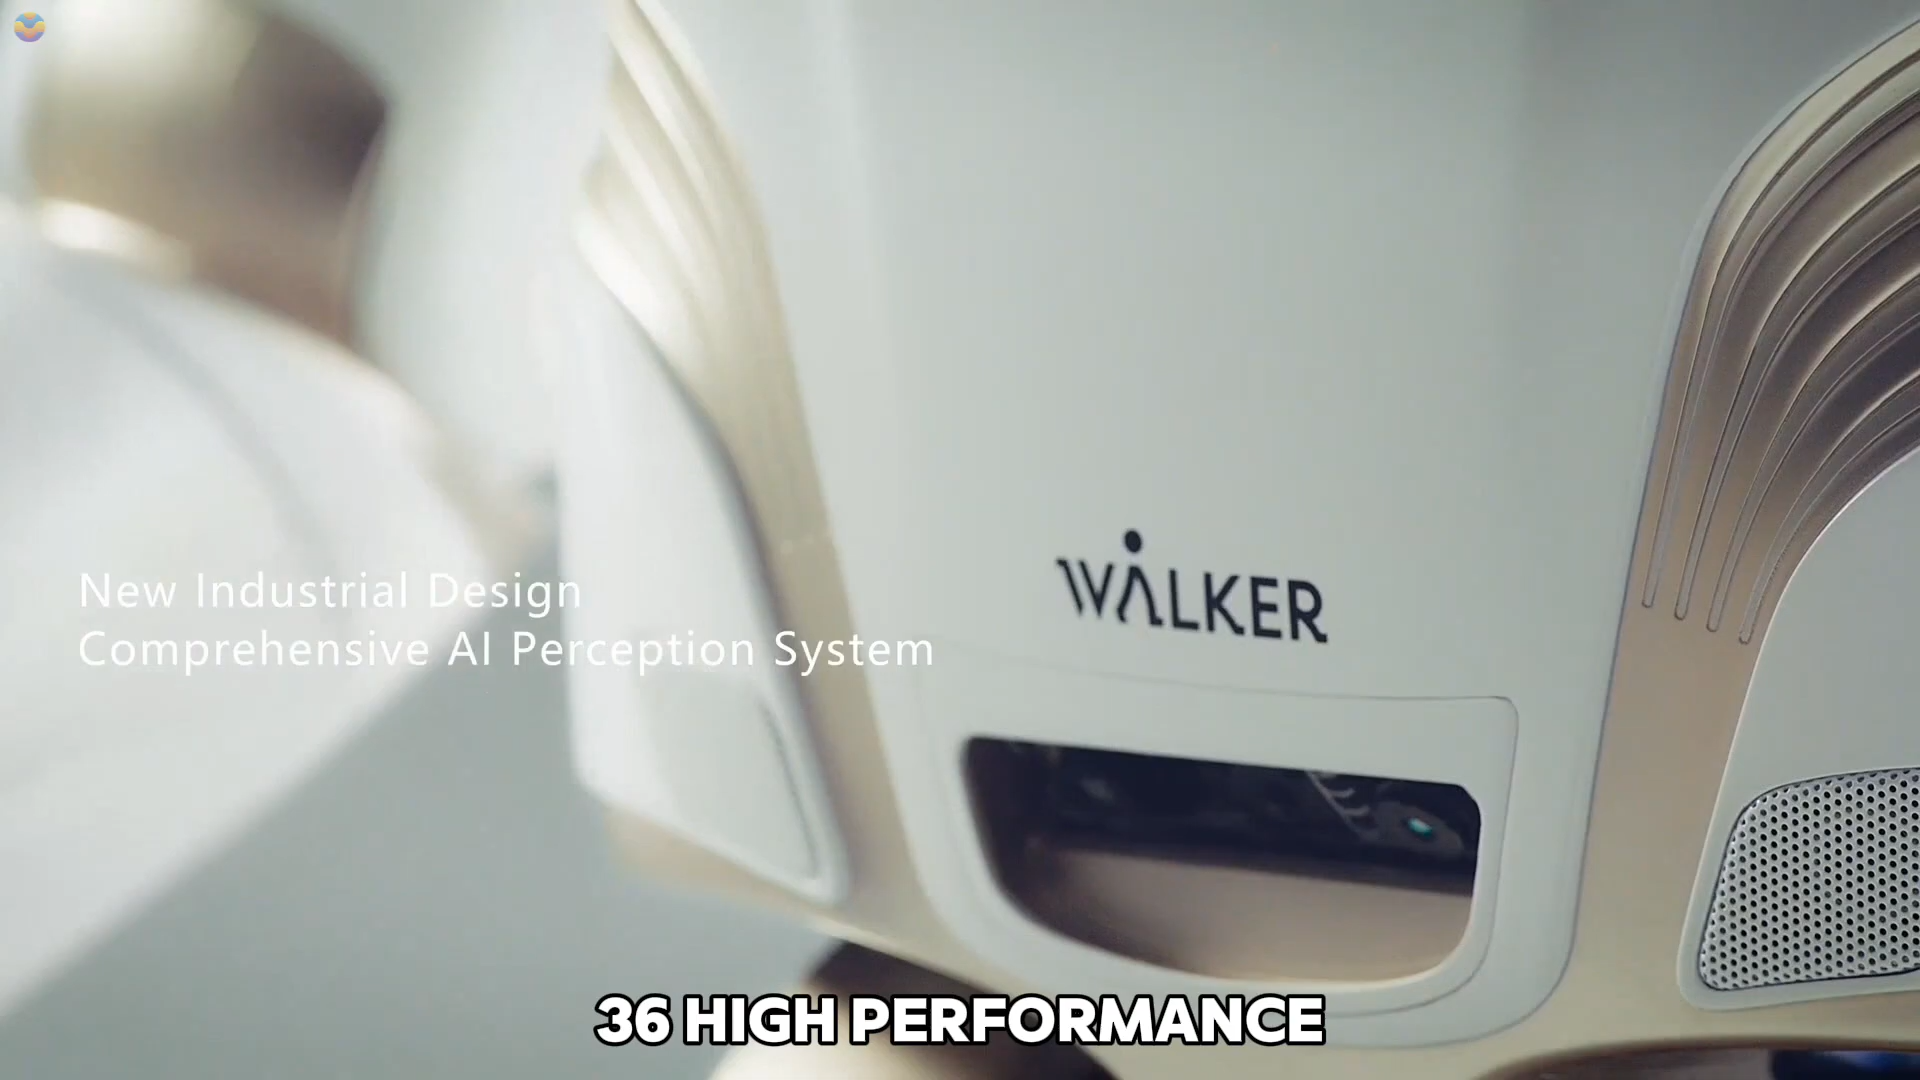 WALKER
New Industrial Design
Comprehensive AI Perception System
36 HIGH PERFORMANCE